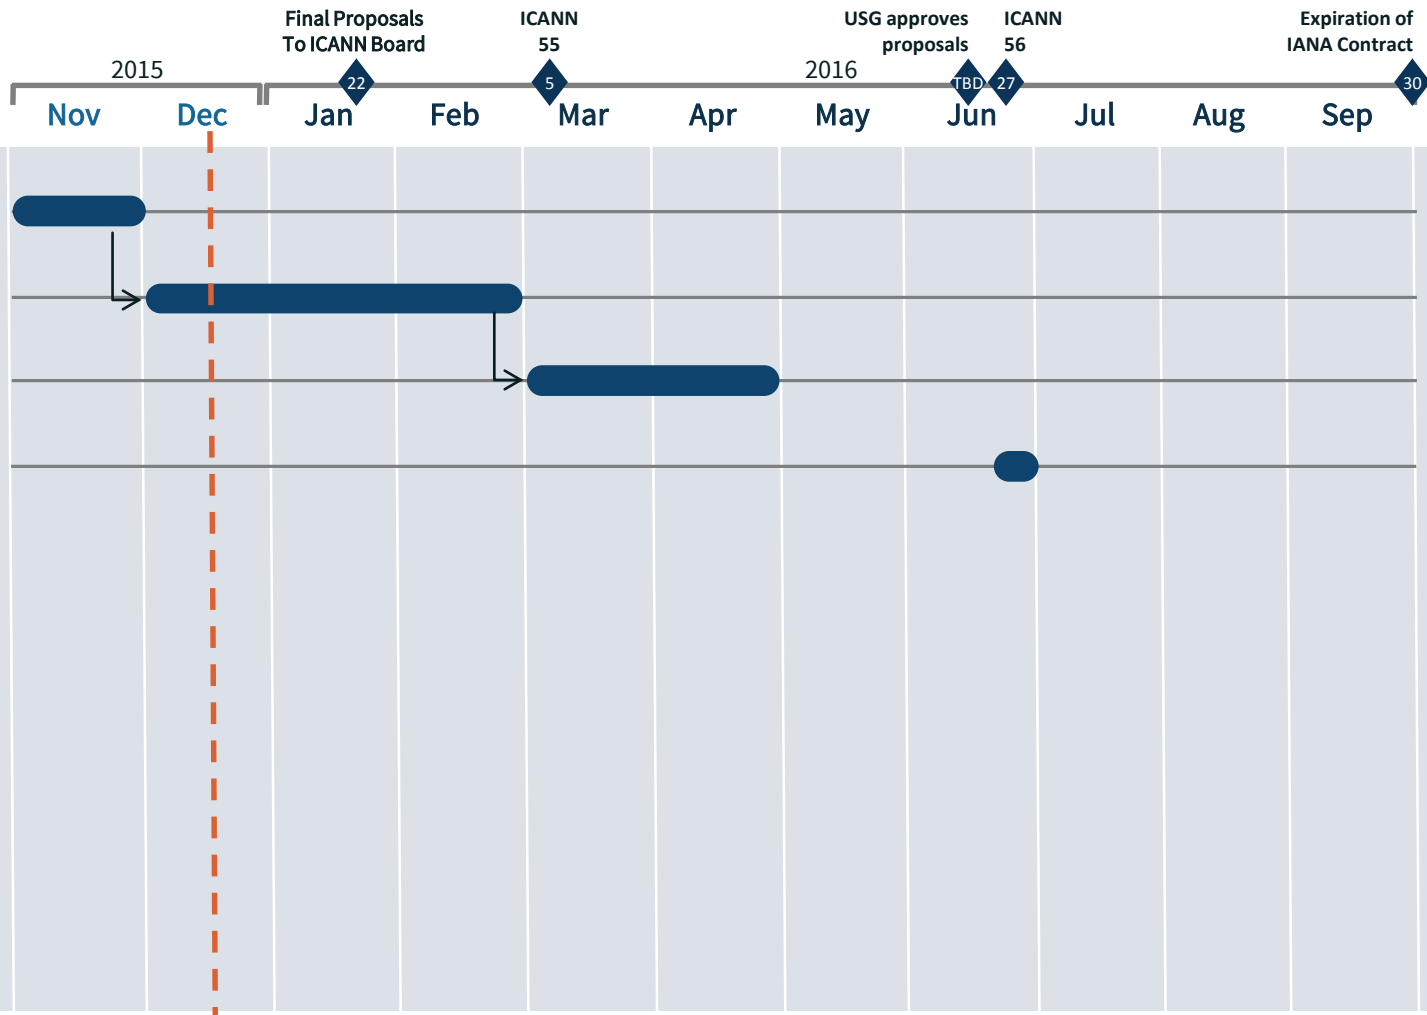 Final Proposals
To ICANN Board
ICANN
55
USG approves
proposals
ICANN
56
Expiration of
IANA Contract
2015
2016
22
5
TBD
27
30
Nov
Dec
Jan
Feb
Mar
Apr
May
Jun
Jul
Aug
Sep